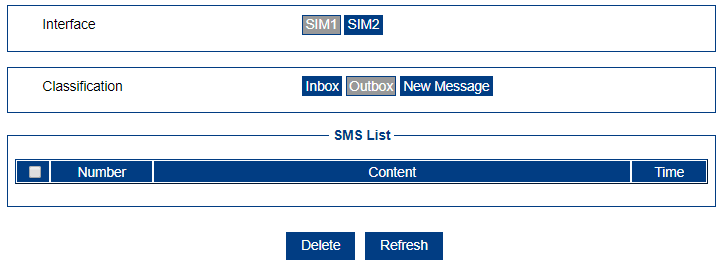 Interface SIM1 SIM2
Classification Inbox Outbox New Message
SMS List
Number Content Time
Delete Refresh